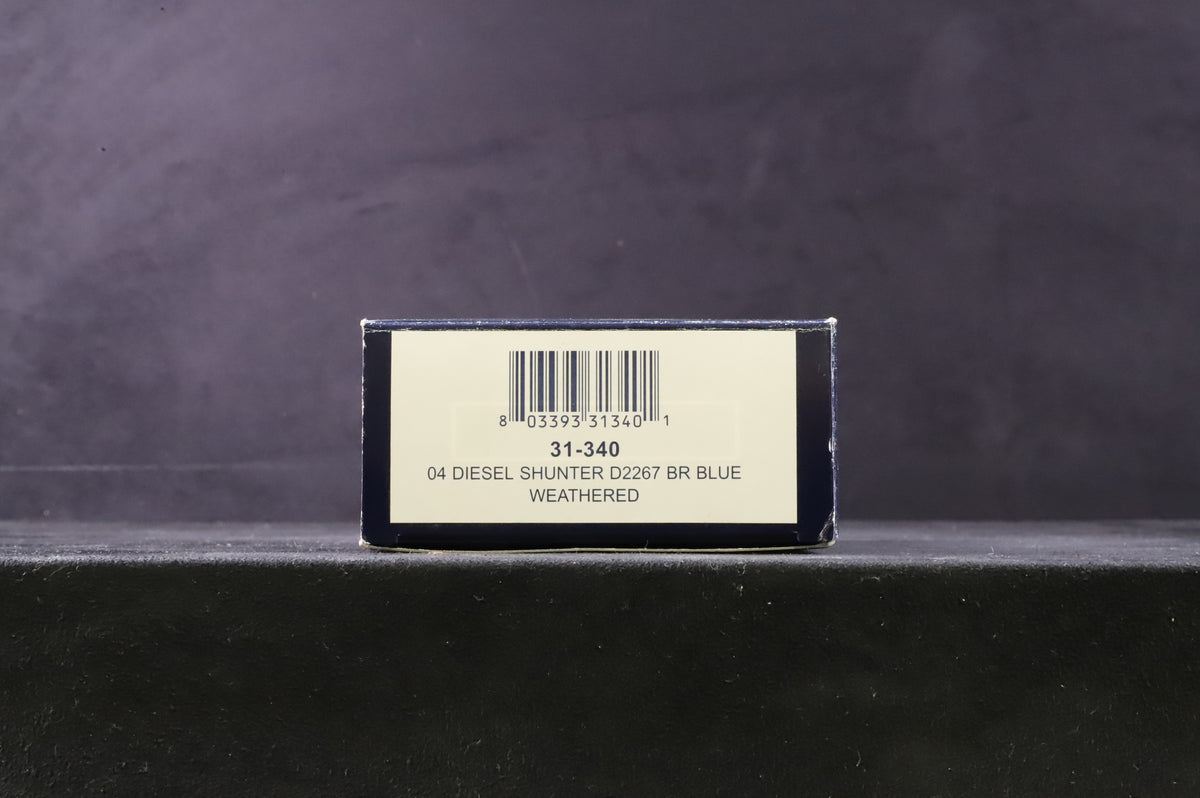 8 03393 31340 1
31-340
04 DIESEL SHUNTER D2267 BR BLUE
WEATHERED